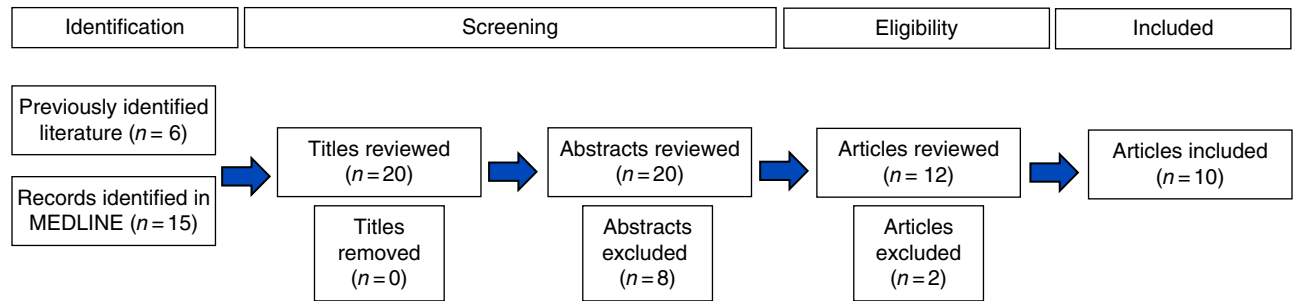 Identification
Screening
Eligibility
Included
Previously identified
literature (n = 6)
Records identified in
MEDLINE (n = 15)
Titles reviewed
(n = 20)
Titles
removed
(n = 0)
Abstracts reviewed
(n = 20)
Abstracts
excluded
(n = 8)
Articles reviewed
(n = 12)
Articles
excluded
(n = 2)
Articles included
(n = 10)